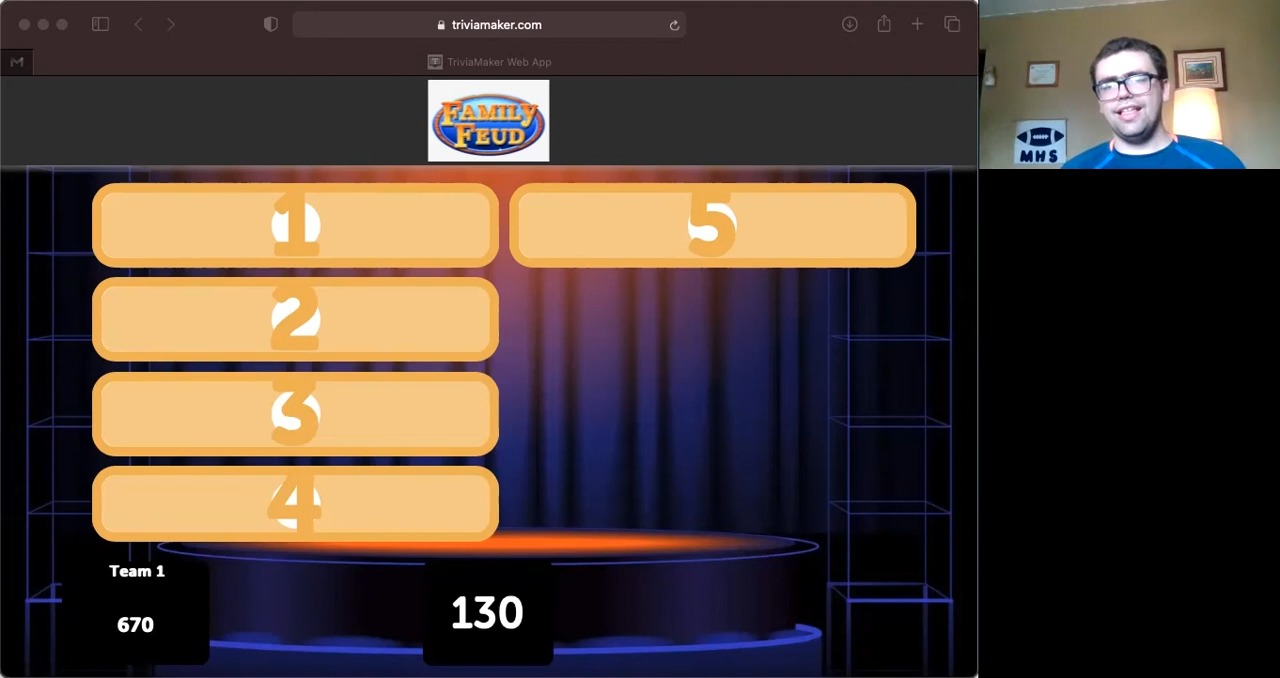 triviamaker.com
M
TriviaMaker Web App
FAMILY
FEUD
MHS
1
5
2
3
4
Team 1
670
130